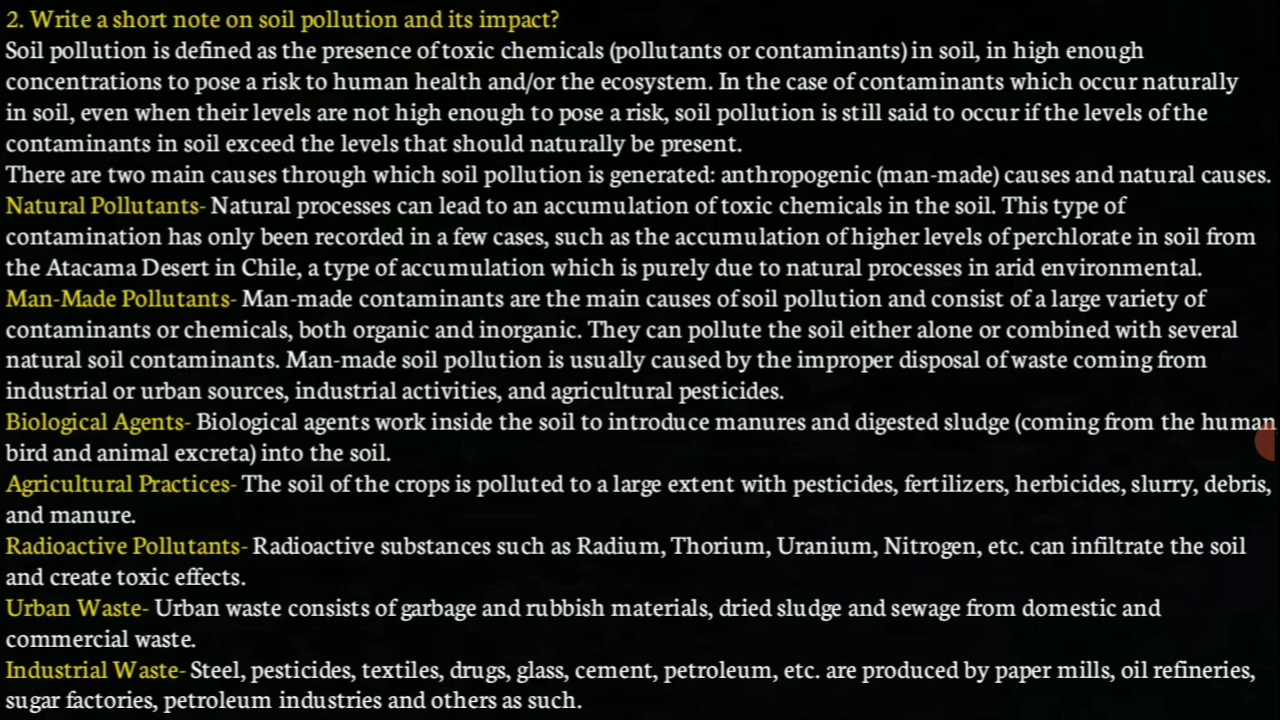 2. Write a short note on soil pollution and its impact?
Soil pollution is defined as the presence of toxic chemicals (pollutants or contaminants) in soil, in high enough
concentrations to pose a risk to human health and/or the ecosystem. In the case of contaminants which occur naturally
in soil, even when their levels are not high enough to pose a risk, soil pollution is still said to occur if the levels of the
contaminants in soil exceed the levels that should naturally be present.
There are two main causes through which soil pollution is generated: anthropogenic (man-made) causes and natural causes.
Natural Pollutants- Natural processes can lead to an accumulation of toxic chemicals in the soil. This type of
contamination has only been recorded in a few cases, such as the accumulation of higher levels of perchlorate in soil from
the Atacama Desert in Chile, a type of accumulation which is purely due to natural processes in arid environmental.
Man-Made Pollutants- Man-made contaminants are the main causes of soil pollution and consist of a large variety of
contaminants or chemicals, both organic and inorganic. They can pollute the soil either alone or combined with several
natural soil contaminants. Man-made soil pollution is usually caused by the improper disposal of waste coming from
industrial or urban sources, industrial activities, and agricultural pesticides.
Biological Agents- Biological agents work inside the soil to introduce manures and digested sludge (coming from the human
bird and animal excreta) into the soil.
Agricultural Practices- The soil of the crops is polluted to a large extent with pesticides, fertilizers, herbicides, slurry, debris,
and manure.
Radioactive Pollutants- Radioactive substances such as Radium, Thorium, Uranium, Nitrogen, etc. can infiltrate the soil
and create toxic effects.
Urban Waste- Urban waste consists of garbage and rubbish materials, dried sludge and sewage from domestic and
commercial waste.
Industrial Waste- Steel, pesticides, textiles, drugs, glass, cement, petroleum, etc. are produced by paper mills, oil refineries,
sugar factories, petroleum industries and others as such.